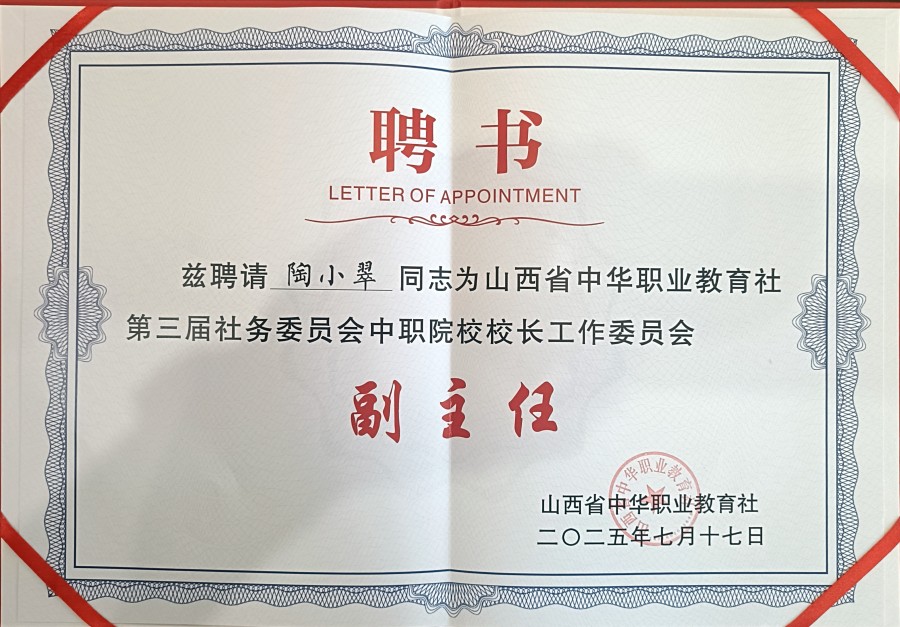 聘书
LETTER OF APPOINTMENT
兹聘请 陶小翠 同志为山西省中华职业教育社
第三届社务委员会中职院校校长工作委员会
副主任
山西省中华职业教育社
二〇二五年七月十七日